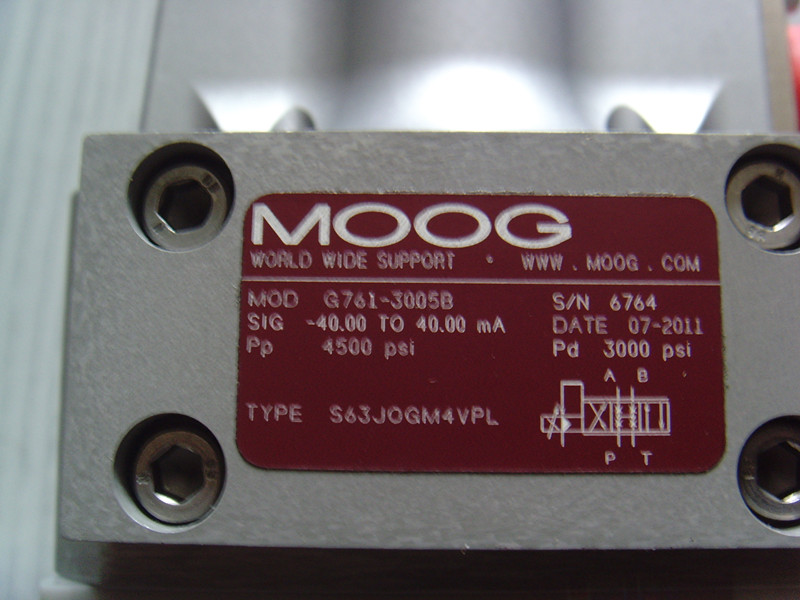 MOOG
WORLD WIDE SUPPORT • WWW.MOOG.COM
MOD G761-3005B S/N 6764
SIG -40.00 TO 40.00 mA DATE 07-2011
Pp 4500 psi Pd 3000 psi
A B
TYPE S63JOGM4VPL
P T